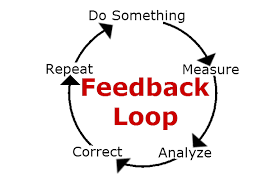 Do Something
Measure
Analyze
Correct
Repeat
Feedback
Loop